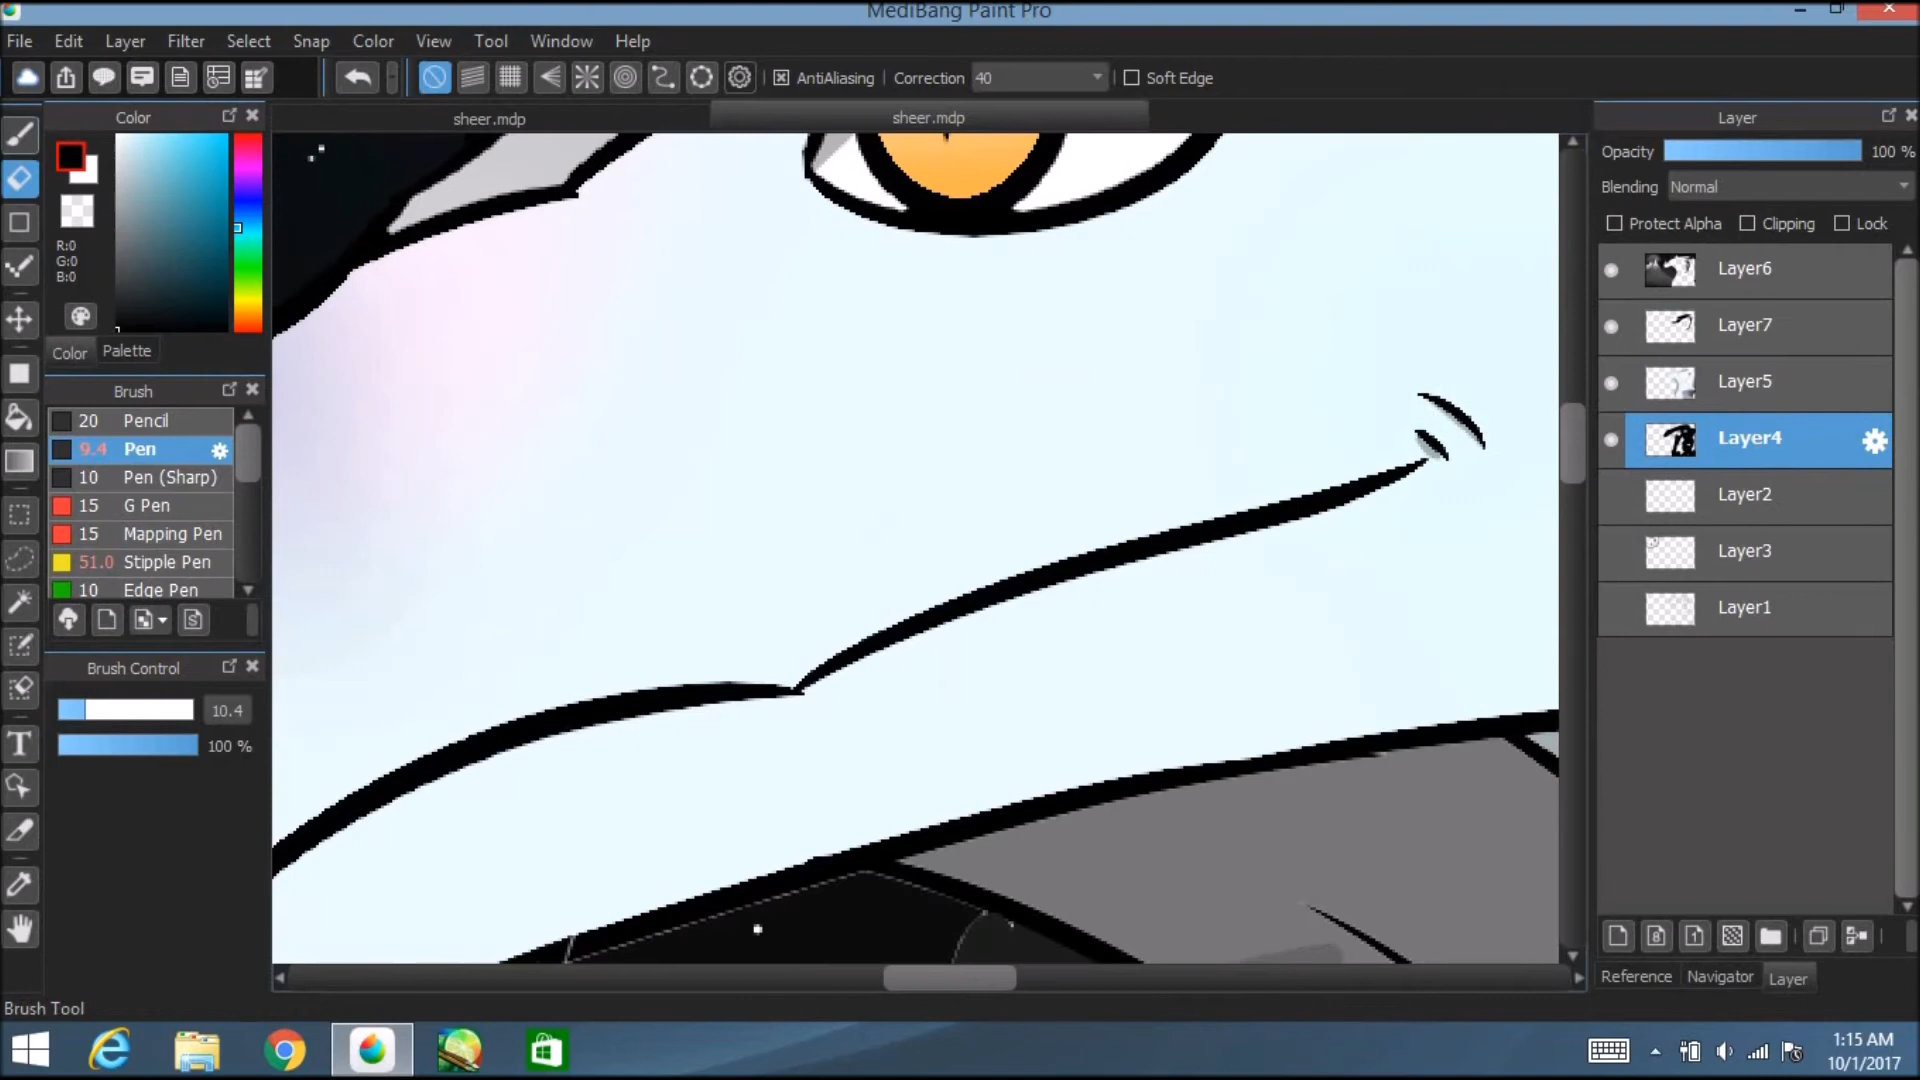 MediBang Paint Pro
File Edit Layer Filter Select Snap Color View Tool Window Help
AntiAliasing Correction 40 Soft Edge
Color
sheer.mdp
sheer.mdp
Layer
R:0
G:0
B:0
Color Palette
Brush
20 Pencil
9.4 Pen
10 Pen (Sharp)
15 G Pen
15 Mapping Pen
51.0 Stipple Pen
10 Edge Pen
Brush Control
10.4
100 %
Opacity 100 %
Blending Normal
Protect Alpha Clipping Lock
Layer6
Layer7
Layer5
Layer4
Layer2
Layer3
Layer1
8
1
Reference Navigator Layer
S
T
Brush Tool
1:15 AM
10/1/2017